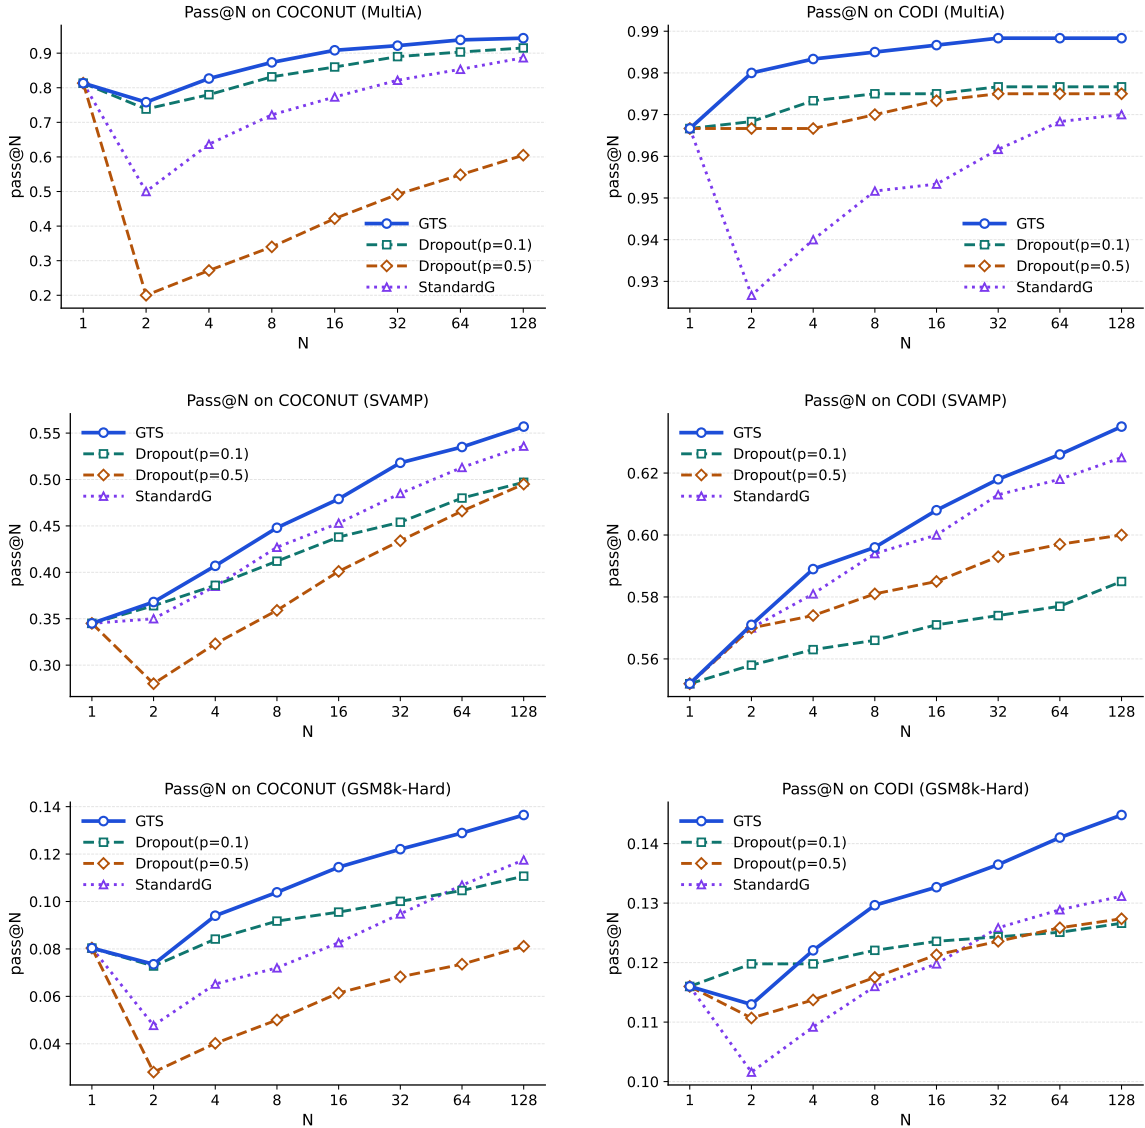 Pass@N on COCONUT (MultiA)
pass@N
0.9
0.8
0.7
0.6
0.5
0.4
0.3
0.2
GTS
Dropout(p=0.1)
Dropout(p=0.5)
StandardG
1 2 4 8 16 32 64 128
N
Pass@N on CODI (MultiA)
pass@N
0.99
0.98
0.97
0.96
0.95
0.94
0.93
GTS
Dropout(p=0.1)
Dropout(p=0.5)
StandardG
1 2 4 8 16 32 64 128
N
Pass@N on COCONUT (SVAMP)
pass@N
0.55
0.50
0.45
0.40
0.35
0.30
GTS
Dropout(p=0.1)
Dropout(p=0.5)
StandardG
1 2 4 8 16 32 64 128
N
Pass@N on CODI (SVAMP)
pass@N
0.62
0.60
0.58
0.56
GTS
Dropout(p=0.1)
Dropout(p=0.5)
StandardG
1 2 4 8 16 32 64 128
N
Pass@N on COCONUT (GSM8k-Hard)
pass@N
0.14
0.12
0.10
0.08
0.06
0.04
GTS
Dropout(p=0.1)
Dropout(p=0.5)
StandardG
1 2 4 8 16 32 64 128
N
Pass@N on CODI (GSM8k-Hard)
pass@N
0.14
0.13
0.12
0.11
0.10
GTS
Dropout(p=0.1)
Dropout(p=0.5)
StandardG
1 2 4 8 16 32 64 128
N